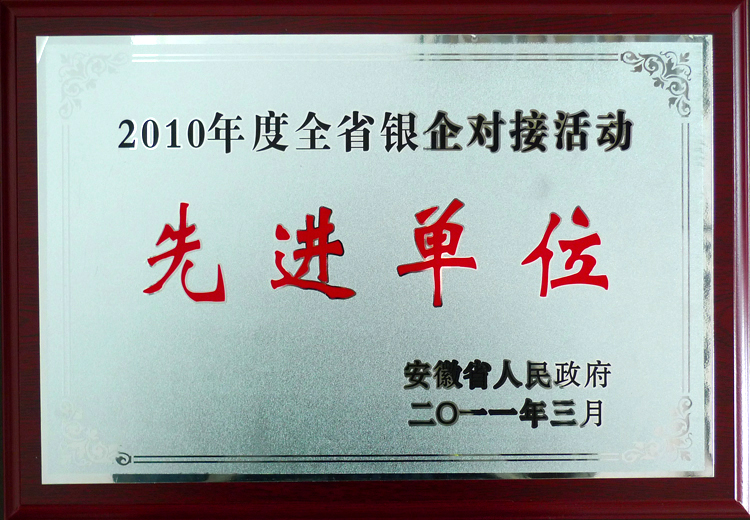 2010年度全省银企对接活动
先进单位
安徽省人民政府
二〇一一年三月